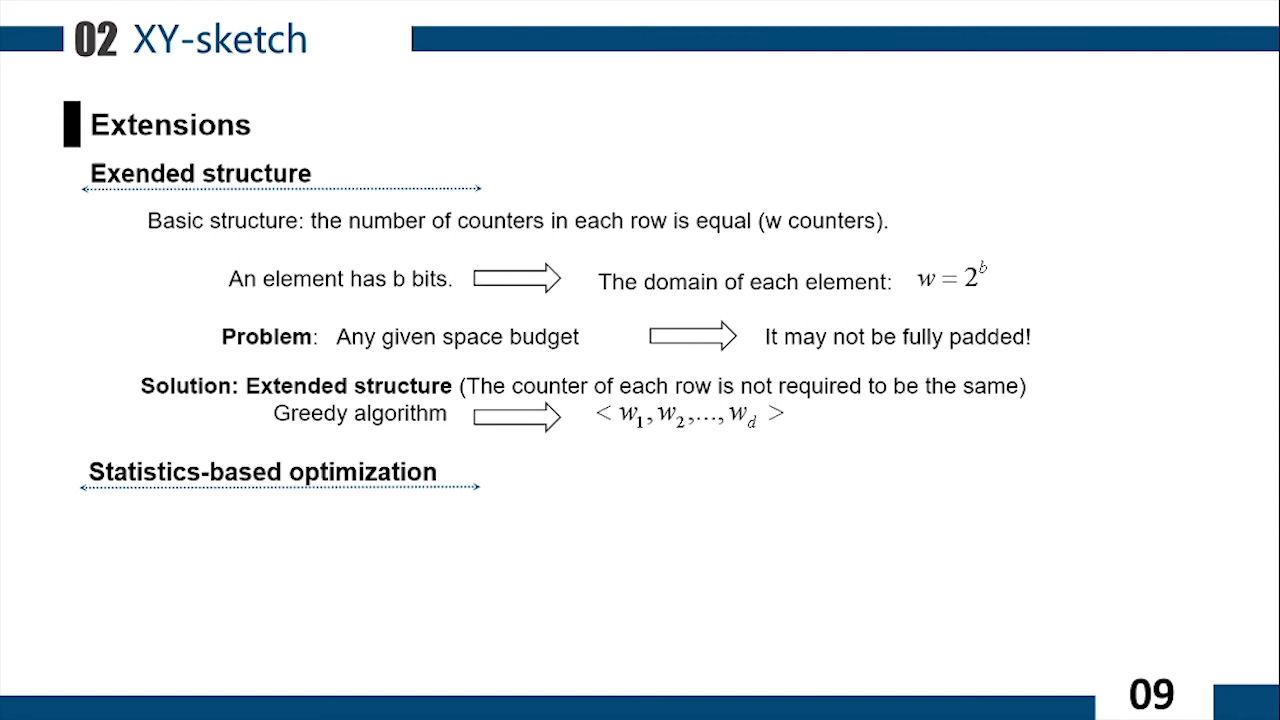 02 XY-sketch
Extensions
Exended structure
Basic structure: the number of counters in each row is equal (w counters).
An element has b bits. The domain of each element: w = 2^b
Problem: Any given space budget It may not be fully padded!
Solution: Extended structure (The counter of each row is not required to be the same)
Greedy algorithm < w_1, w_2,..., w_d >
Statistics-based optimization
09